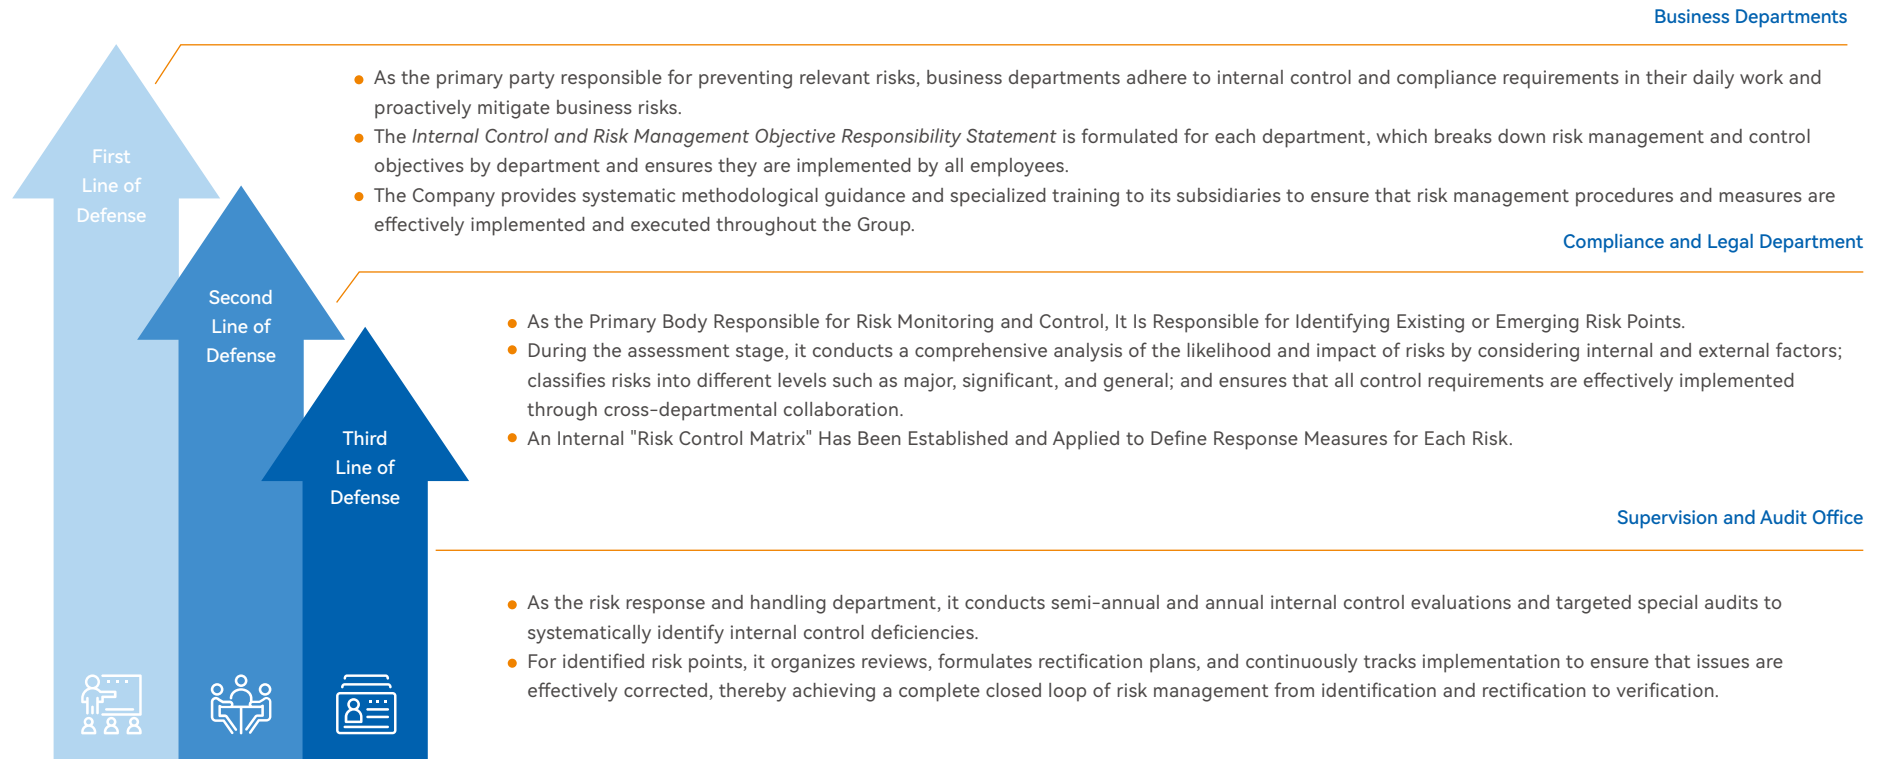 Business Departments
As the primary party responsible for preventing relevant risks, business departments adhere to internal control and compliance requirements in their daily work and
proactively mitigate business risks.
The Internal Control and Risk Management Objective Responsibility Statement is formulated for each department, which breaks down risk management and control
objectives by department and ensures they are implemented by all employees.
The Company provides systematic methodological guidance and specialized training to its subsidiaries to ensure that risk management procedures and measures are
effectively implemented and executed throughout the Group.
First
Line of
Defense
Compliance and Legal Department
As the Primary Body Responsible for Risk Monitoring and Control, It Is Responsible for Identifying Existing or Emerging Risk Points.
During the assessment stage, it conducts a comprehensive analysis of the likelihood and impact of risks by considering internal and external factors;
classifies risks into different levels such as major, significant, and general; and ensures that all control requirements are effectively implemented
through cross-departmental collaboration.
An Internal "Risk Control Matrix" Has Been Established and Applied to Define Response Measures for Each Risk.
Second
Line of
Defense
Third
Line of
Defense
Supervision and Audit Office
As the risk response and handling department, it conducts semi-annual and annual internal control evaluations and targeted special audits to
systematically identify internal control deficiencies.
For identified risk points, it organizes reviews, formulates rectification plans, and continuously tracks implementation to ensure that issues are
effectively corrected, thereby achieving a complete closed loop of risk management from identification and rectification to verification.